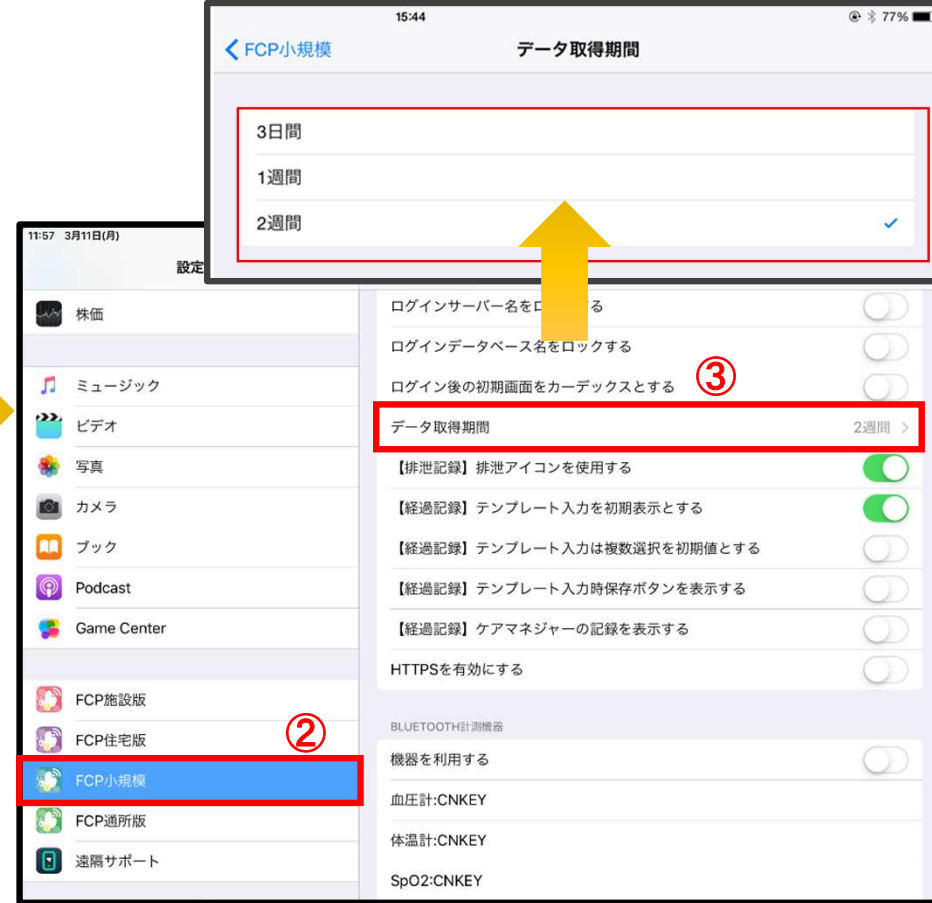 15:44
77%
FCP小規模
データ取得期間
3日間
1週間
2週間
11:57 3月11日(月)
設定
株価
ミュージック
ビデオ
写真
カメラ
ブック
Podcast
Game Center
FCP施設版
FCP住宅版
②
FCP小規模
FCP通所版
遠隔サポート
ログインサーバー名をロ る
ログインデータベース名をロックする
ログイン後の初期画面をカーデックスとする
③
データ取得期間 2週間
【排泄記録】排泄アイコンを使用する
【経過記録】テンプレート入力を初期表示とする
【経過記録】テンプレート入力は複数選択を初期値とする
【経過記録】テンプレート入力時保存ボタンを表示する
【経過記録】ケアマネジャーの記録を表示する
HTTPSを有効にする
BLUETOOTH計測機器
機器を利用する
血圧計:CNKEY
体温計:CNKEY
SpO2:CNKEY